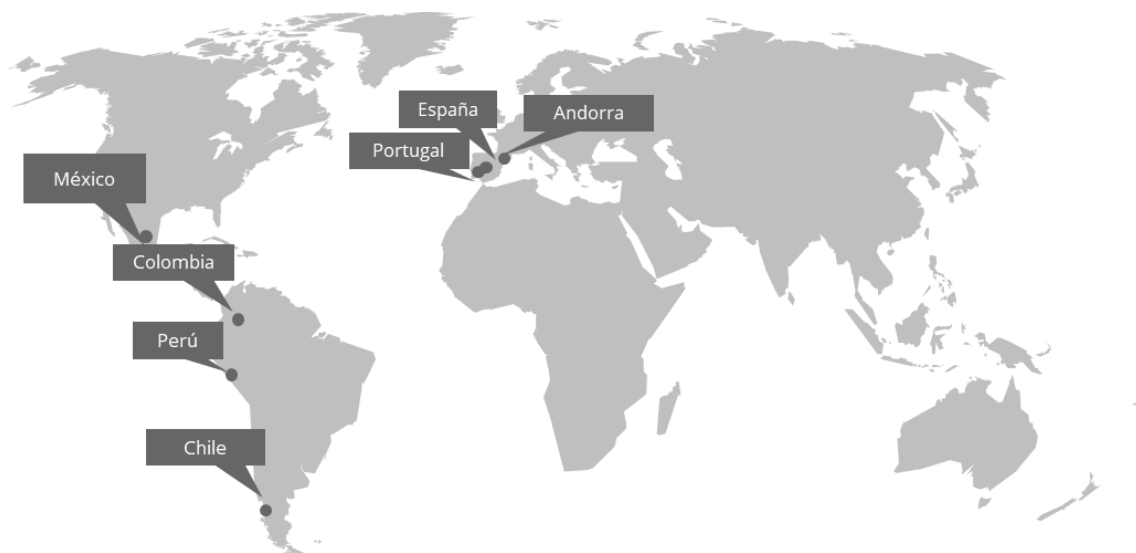 España
Andorra
Portugal
México
Colombia
Perú
Chile